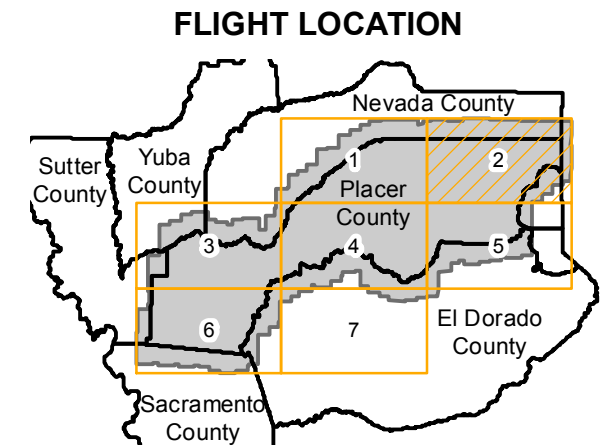 FLIGHT LOCATION
Nevada County
Sutter
County
Yuba
County
1
2
Placer
County
3
4
5
6
7
El Dorado
County
Sacramento
County